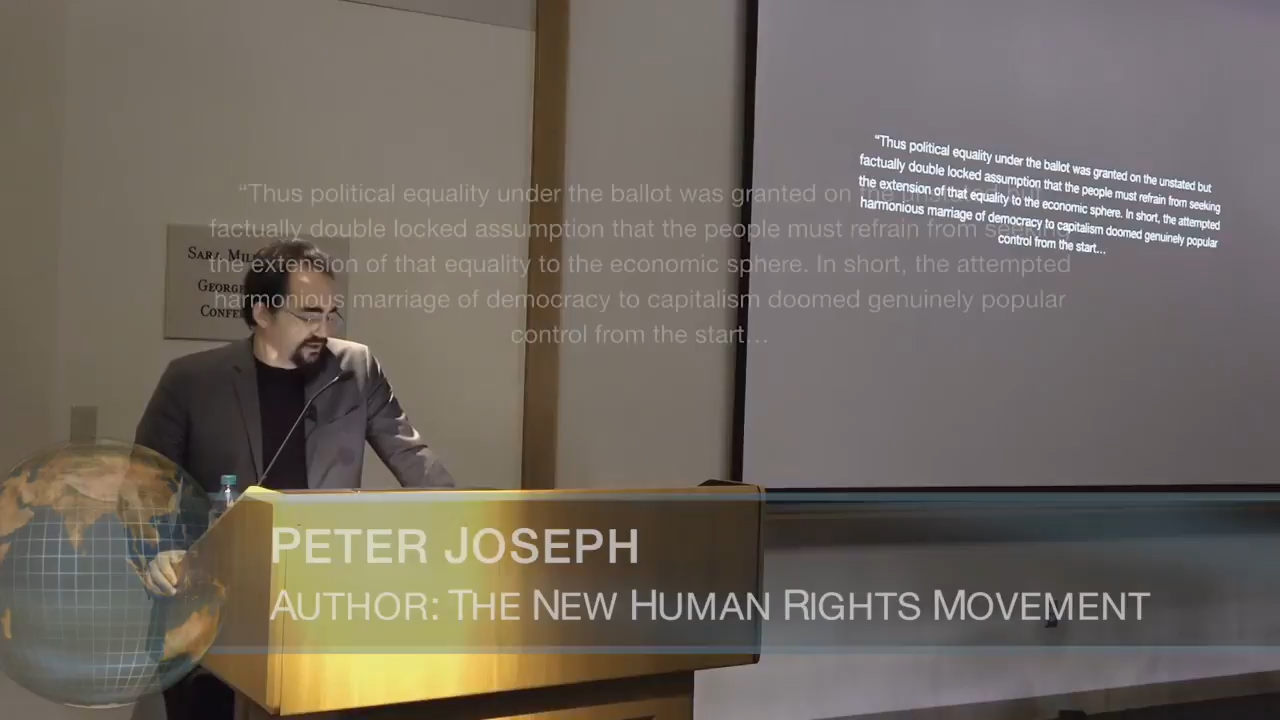 SARA MIL
GEORGE
CONFE
“Thus political equality under the ballot was granted on the unstated but
factually double locked assumption that the people must refrain from seeking
the extension of that equality to the economic sphere. In short, the attempted
harmonious marriage of democracy to capitalism doomed genuinely popular
control from the start…
“Thus political equality under the ballot was granted on the unstated but
factually double locked assumption that the people must refrain from seeking
the extension of that equality to the economic sphere. In short, the attempted
harmonious marriage of democracy to capitalism doomed genuinely popular
control from the start…
PETER JOSEPH
AUTHOR: THE NEW HUMAN RIGHTS MOVEMENT